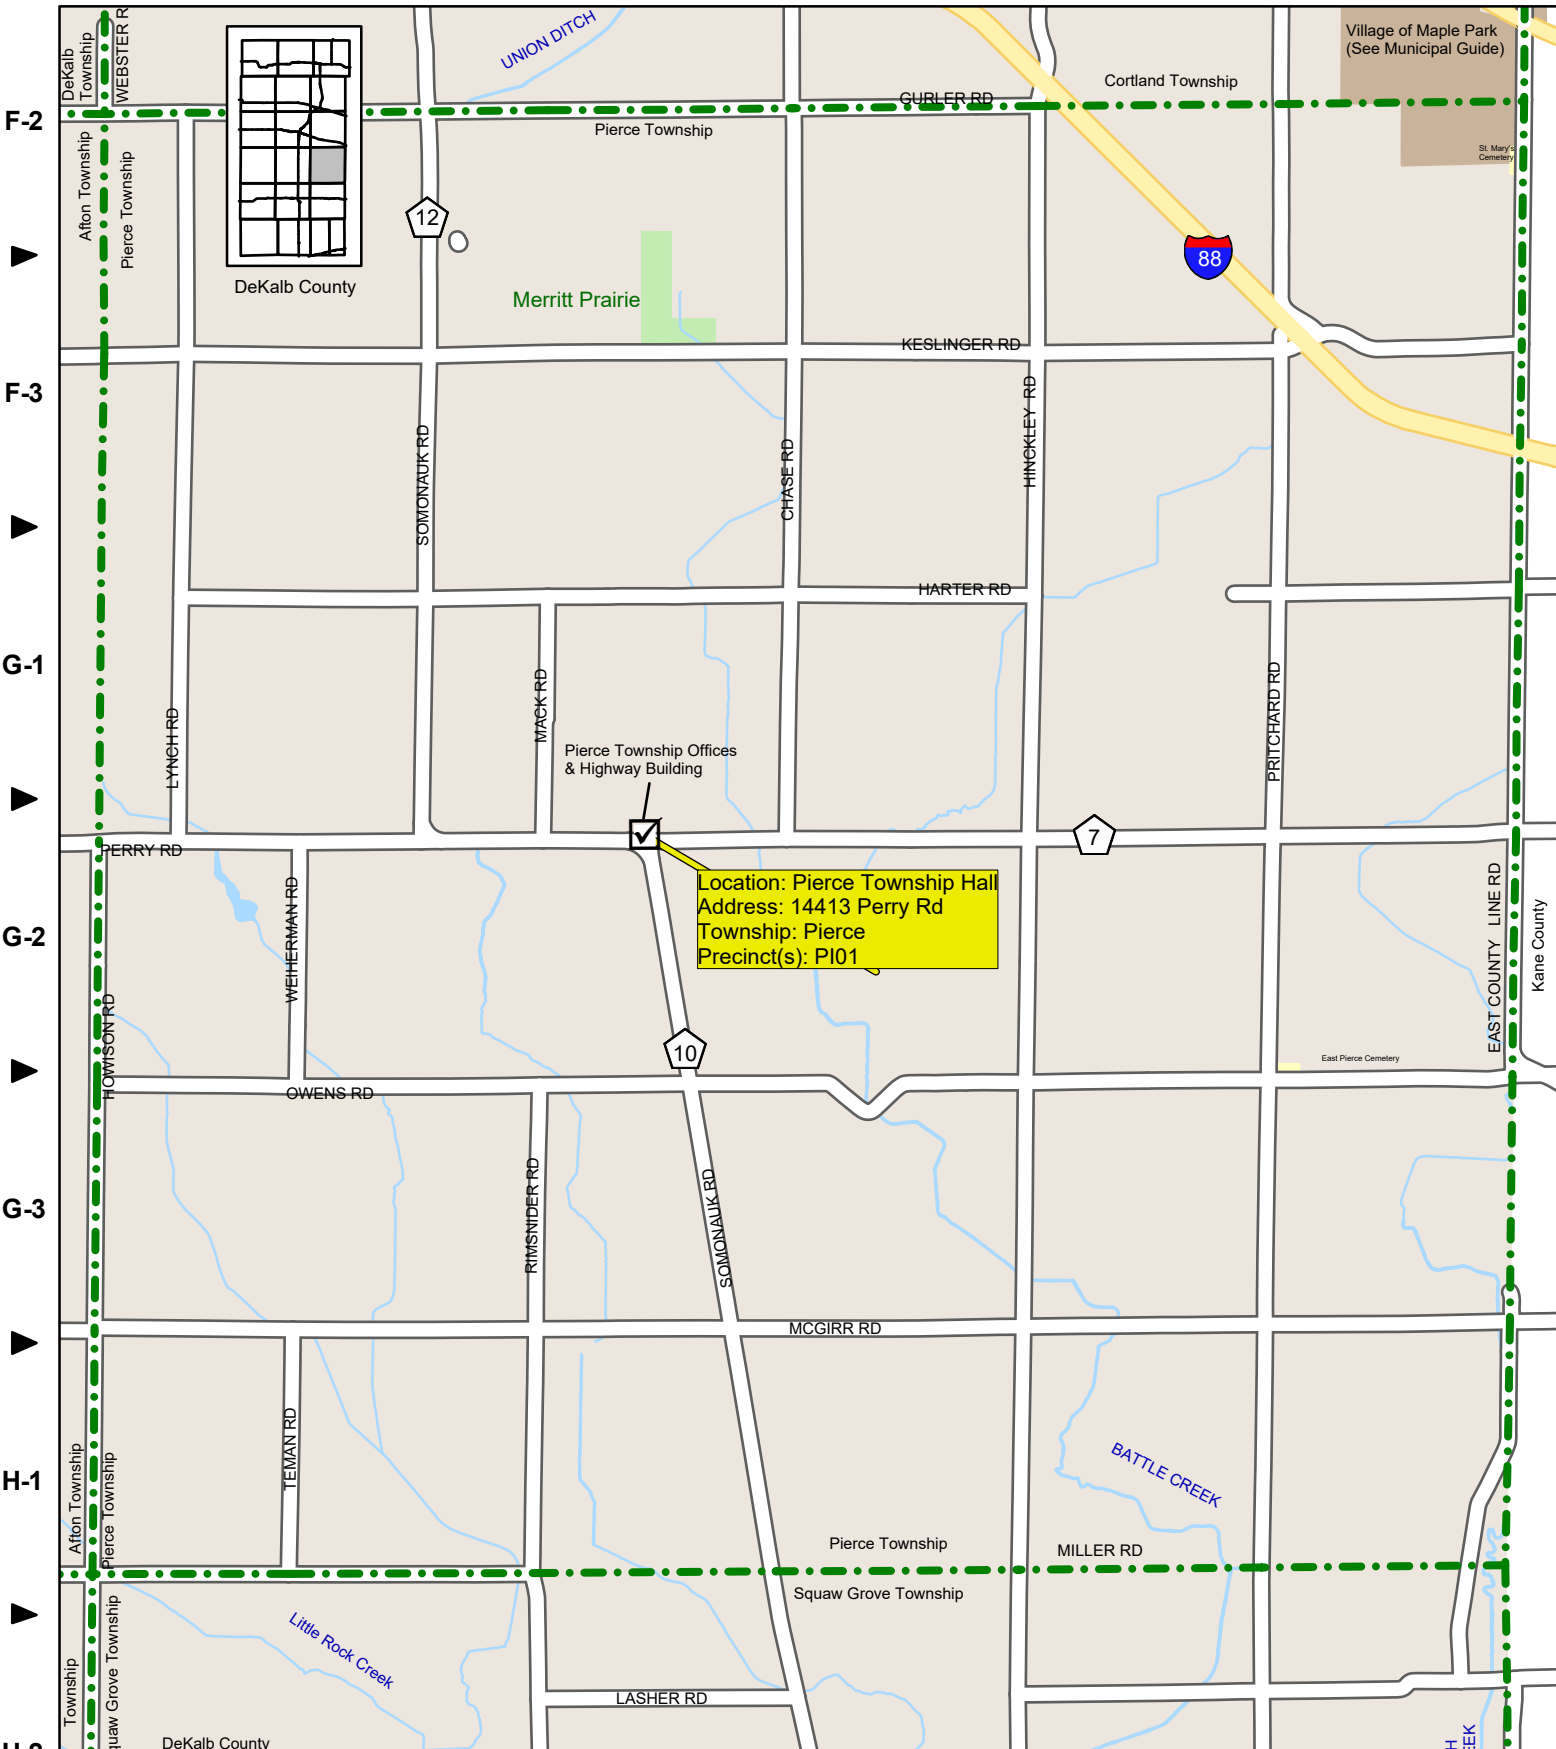 UNION DITCH
Village of Maple Park
(See Municipal Guide)
DeKalb
Township
WEBSTER R
Cortland Township
GURLER RD
F-2
Pierce Township
St. Mary's
Cemetery
Afton Township
Pierce Township
12
88
DeKalb County
Merritt Prairie
KESLINGER RD
F-3
HINCKLEY RD
SOMONAUK RD
CHASE RD
HARTER RD
G-1
LYNCH RD
MACK RD
PRITCHARD RD
Pierce Township Offices
& Highway Building
7
PERRY RD
Location: Pierce Township Hall
Address: 14413 Perry Rd
Township: Pierce
Precinct(s): PI01
G-2
WEIHERMAN RD
EAST COUNTY LINE RD
Kane County
HOWISON RD
10
East Pierce Cemetery
OWENS RD
G-3
RIMSNIDER RD
SOMONAUK RD
MCGIRR RD
H-1
TEMAN RD
BATTLE CREEK
Afton Township
Pierce Township
Pierce Township
MILLER RD
Squaw Grove Township
Little Rock Creek
Township
quaw Grove Township
LASHER RD
DeKalb County
EEK